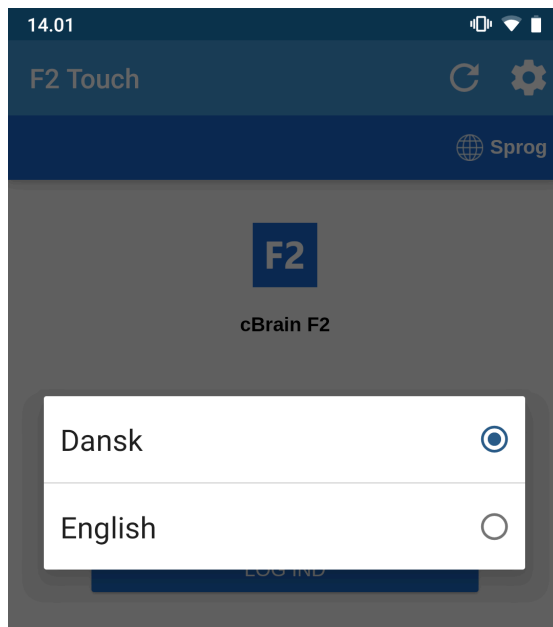 14.01
F2 Touch
Sprog
F2
cBrain F2
Dansk
English
LOG IND